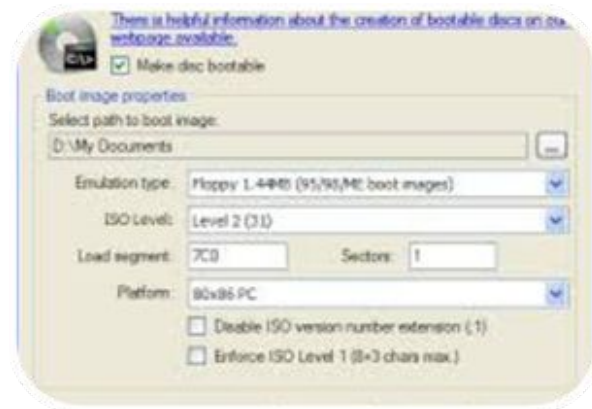 There is helpful information about the creation of bootable discs on our
webpage available.
C:\>
Make disc bootable
Boot image properties
Select path to boot image:
D:\My Documents
...
Emulation type: Floppy 1.44MB (95/98/ME boot images)
ISO Level: Level 2 (31)
Load segment: 7C0 Sectors: 1
Platform: 80x86 PC
Disable ISO version number extension (;1)
Enforce ISO Level 1 (8+3 chars max.)